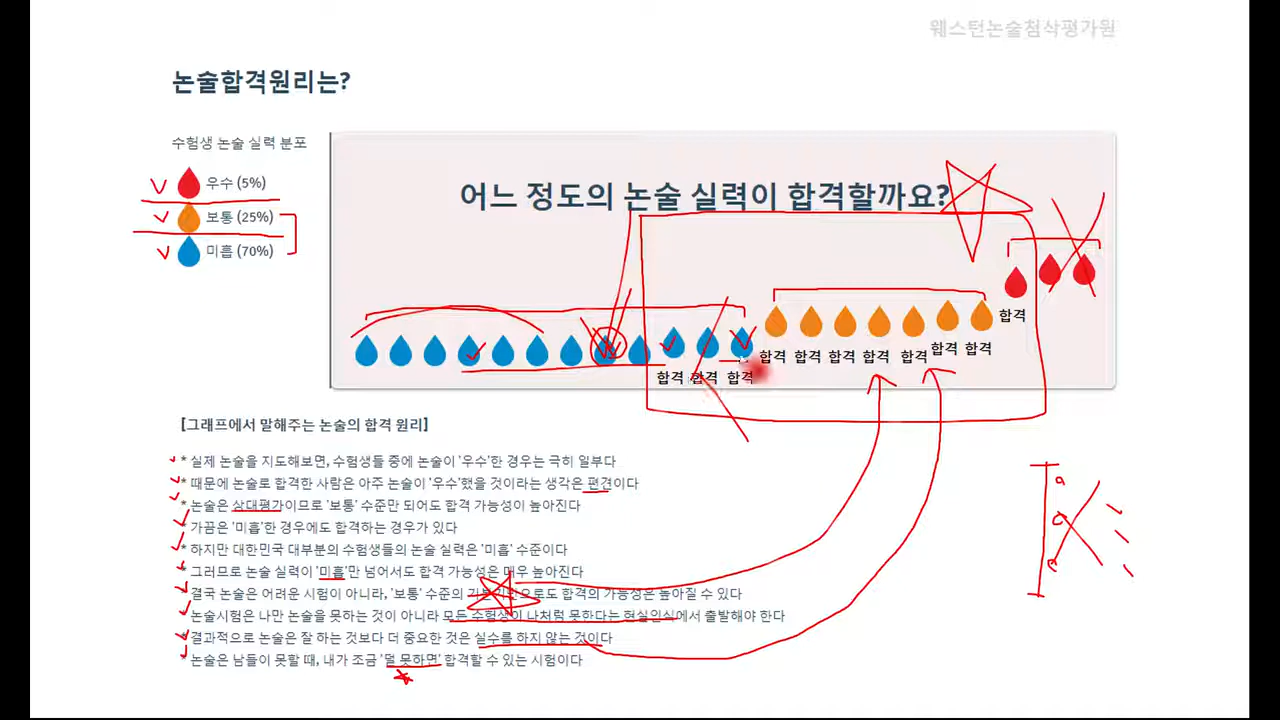 웨스턴논술첨삭평가원
논술합격원리는?
수험생 논술 실력 분포
우수 (5%)
보통 (25%)
미흡 (70%)
어느 정도의 논술 실력이 합격할까요?
합격
합격 합격 합격 합격 합격 합격 합격
합격 합격 합격
[그래프에서 말해주는 논술의 합격 원리]
* 실제 논술을 지도해보면, 수험생들 중에 논술이 '우수'한 경우는 극히 일부다
* 때문에 논술로 합격한 사람은 아주 논술이 '우수'했을 것이라는 생각은 편견이다
* 논술은 상대평가이므로 '보통' 수준만 되어도 합격 가능성이 높아진다
* 가끔은 '미흡'한 경우에도 합격하는 경우가 있다
* 하지만 대한민국 대부분의 수험생들의 논술 실력은 '미흡' 수준이다
* 그러므로 논술 실력이 '미흡'만 넘어서도 합격 가능성은 매우 높아진다
* 결국 논술은 어려운 시험이 아니라, '보통' 수준의 으로도 합격의 가능성은 높아질 수 있다
* 논술시험은 나만 논술을 못하는 것이 아니라 모든 수험생이 나처럼 못한다는 현실인식에서 출발해야 한다
* 결과적으로 논술은 잘 하는 것보다 더 중요한 것은 실수를 하지 않는 것이다
* 논술은 남들이 못할 때, 내가 조금 '덜 못하면' 합격할 수 있는 시험이다